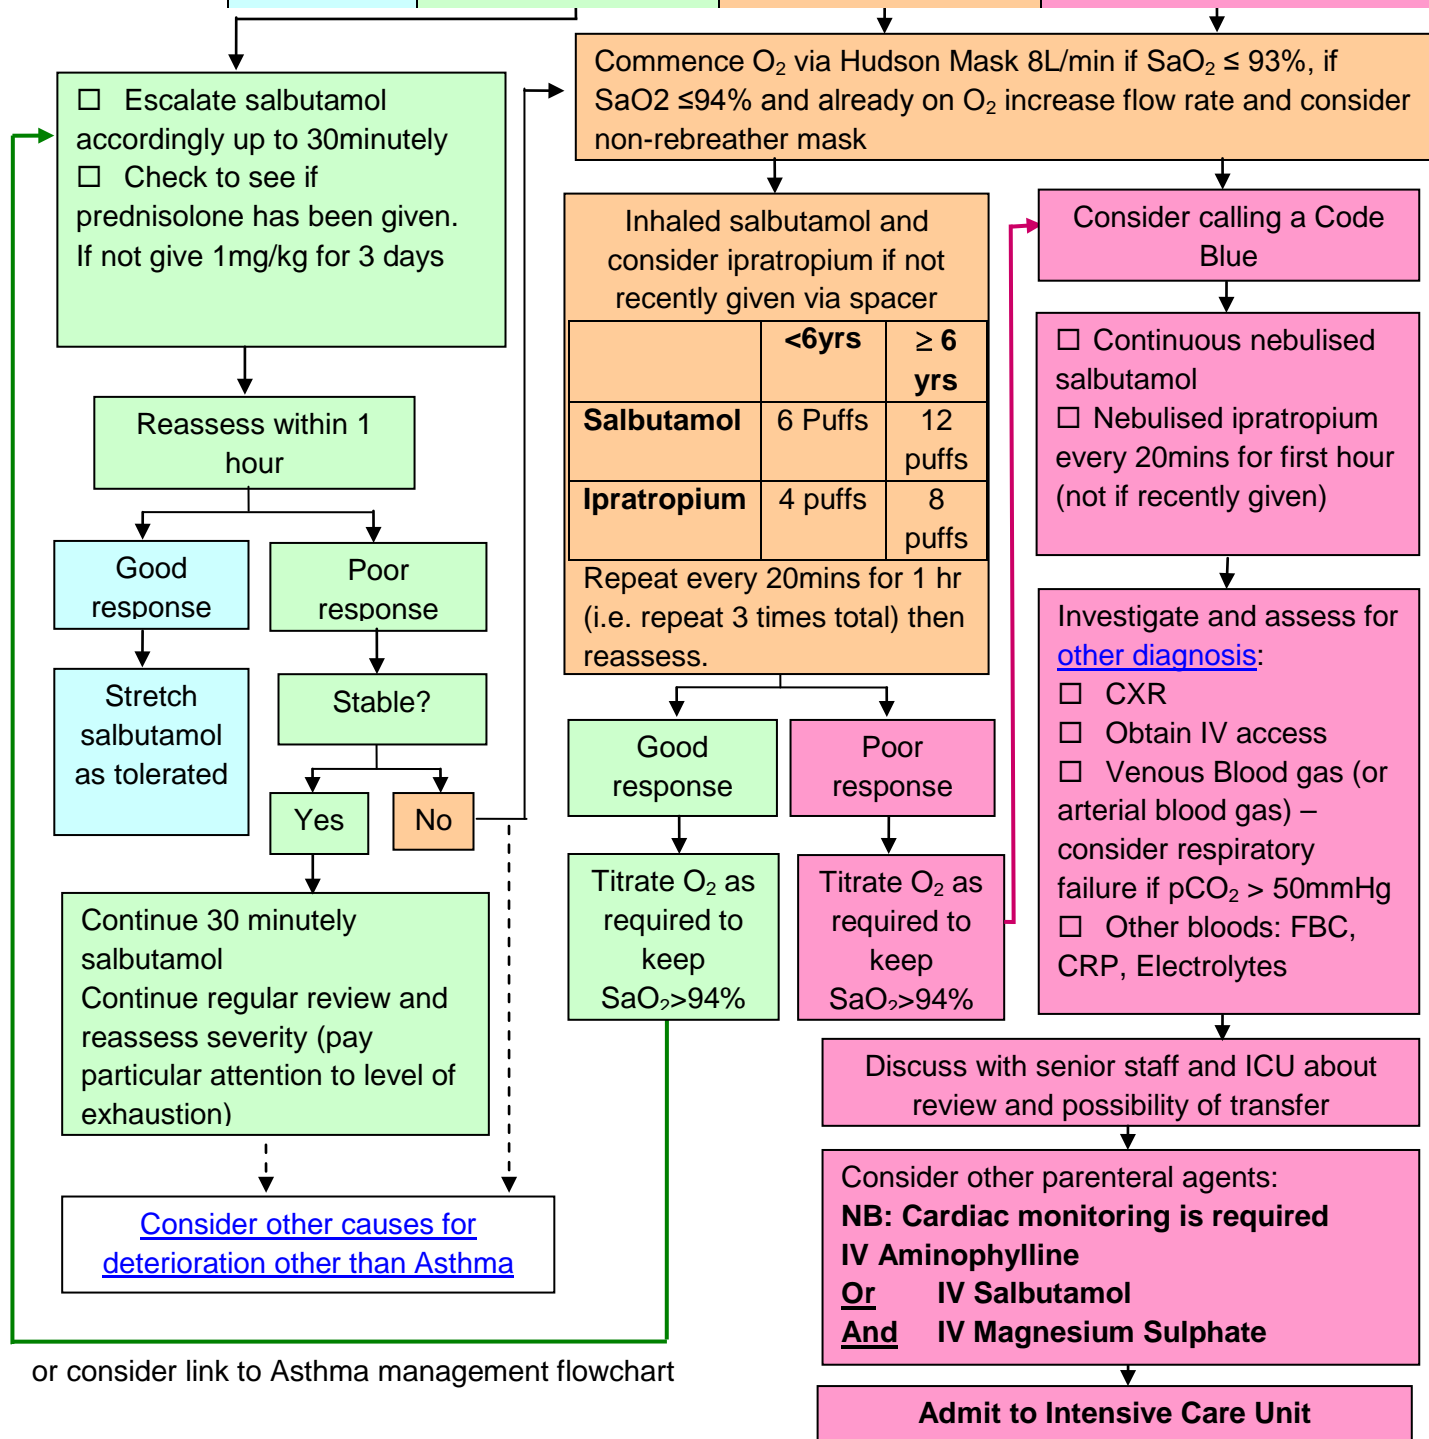 Commence O₂ via Hudson Mask 8L/min if SaO₂ ≤ 93%, if
SaO2 ≤94% and already on O₂ increase flow rate and consider
non-rebreather mask
☐ Escalate salbutamol
accordingly up to 30minutely
☐ Check to see if
prednisolone has been given.
If not give 1mg/kg for 3 days
Reassess within 1
hour
Good
response
Poor
response
Stretch
salbutamol
as tolerated
Stable?
Yes
No
Continue 30 minutely
salbutamol
Continue regular review and
reassess severity (pay
particular attention to level of
exhaustion)
Consider other causes for
deterioration other than Asthma
Inhaled salbutamol and
consider ipratropium if not
recently given via spacer
<6yrs ≥ 6
yrs
Salbutamol 6 Puffs 12
puffs
Ipratropium 4 puffs 8
puffs
Repeat every 20mins for 1 hr
(i.e. repeat 3 times total) then
reassess.
Good
response
Poor
response
Titrate O₂ as
required to
keep
SaO₂>94%
Titrate O₂ as
required to
keep
SaO₂>94%
Consider calling a Code
Blue
☐ Continuous nebulised
salbutamol
☐ Nebulised ipratropium
every 20mins for first hour
(not if recently given)
Investigate and assess for
other diagnosis:
☐ CXR
☐ Obtain IV access
☐ Venous Blood gas (or
arterial blood gas) –
consider respiratory
failure if pCO₂ > 50mmHg
☐ Other bloods: FBC,
CRP, Electrolytes
Discuss with senior staff and ICU about
review and possibility of transfer
Consider other parenteral agents:
NB: Cardiac monitoring is required
IV Aminophylline
Or IV Salbutamol
And IV Magnesium Sulphate
Admit to Intensive Care Unit
or consider link to Asthma management flowchart